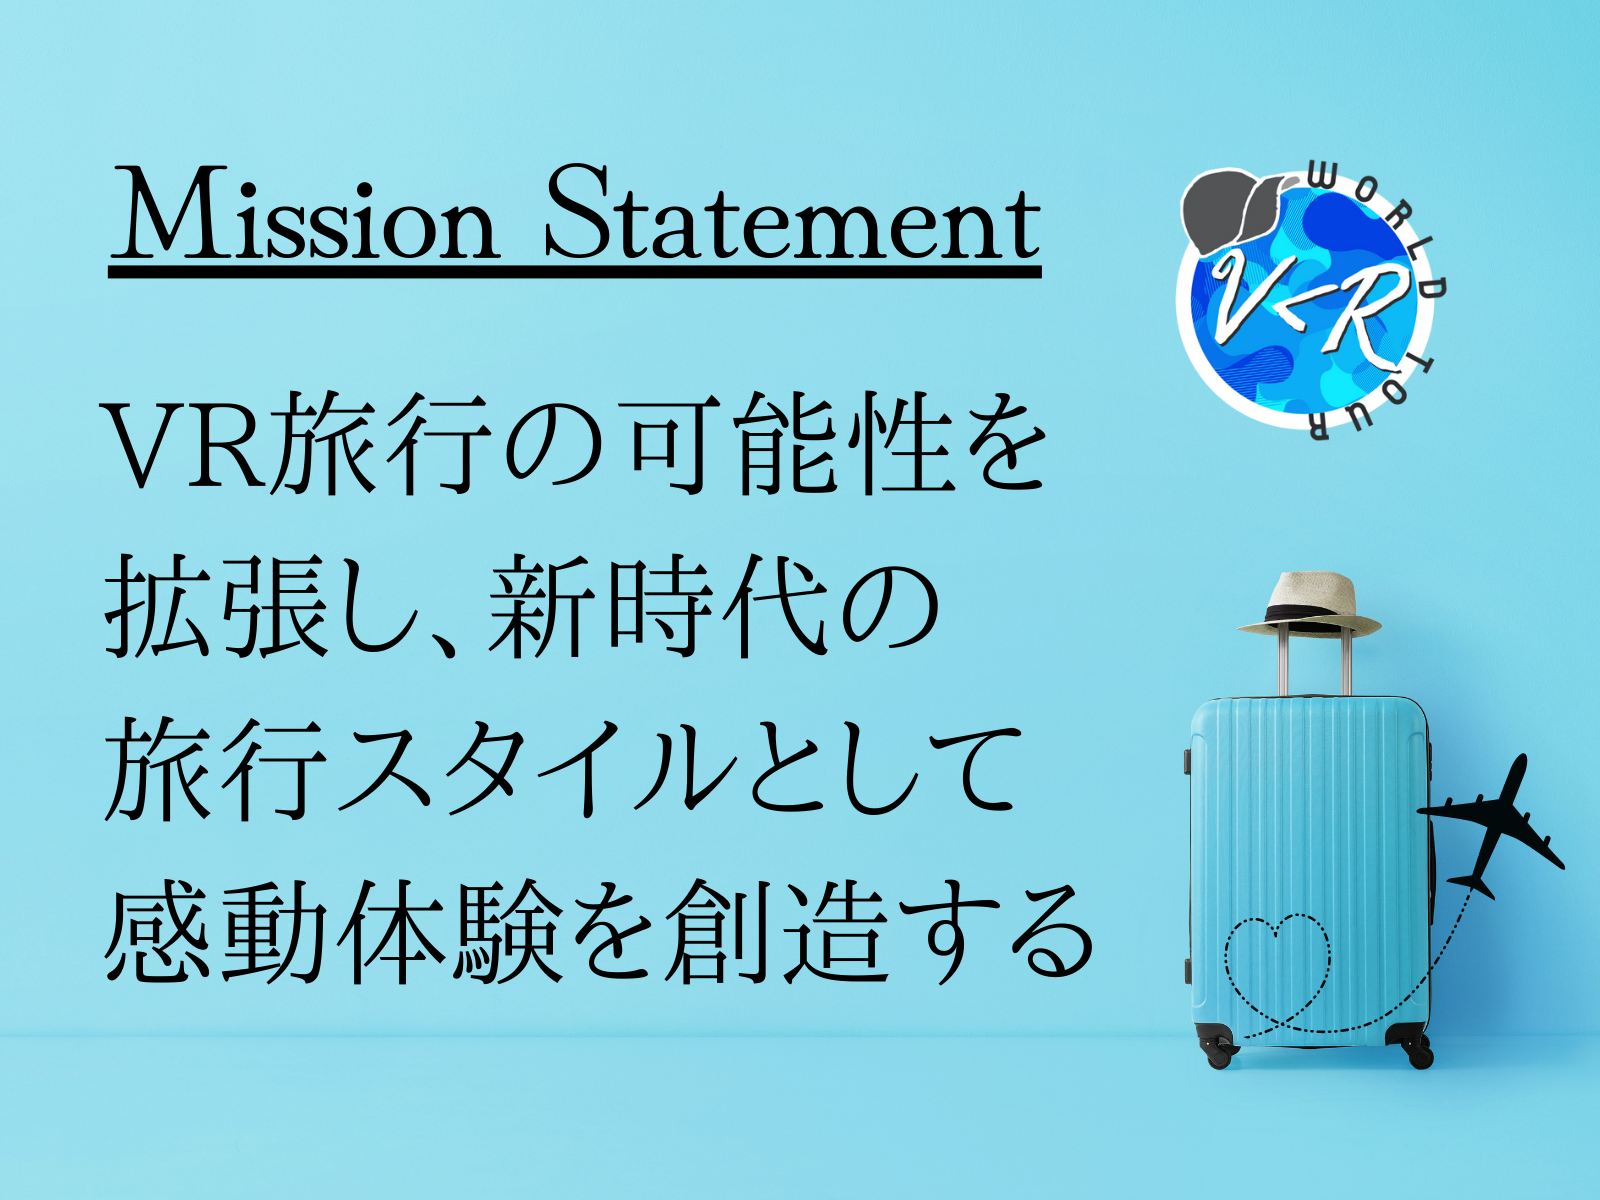 Mission Statement
WORLD TOUR
V<R
VR旅行の可能性を
拡張し、新時代の
旅行スタイルとして
感動体験を創造する